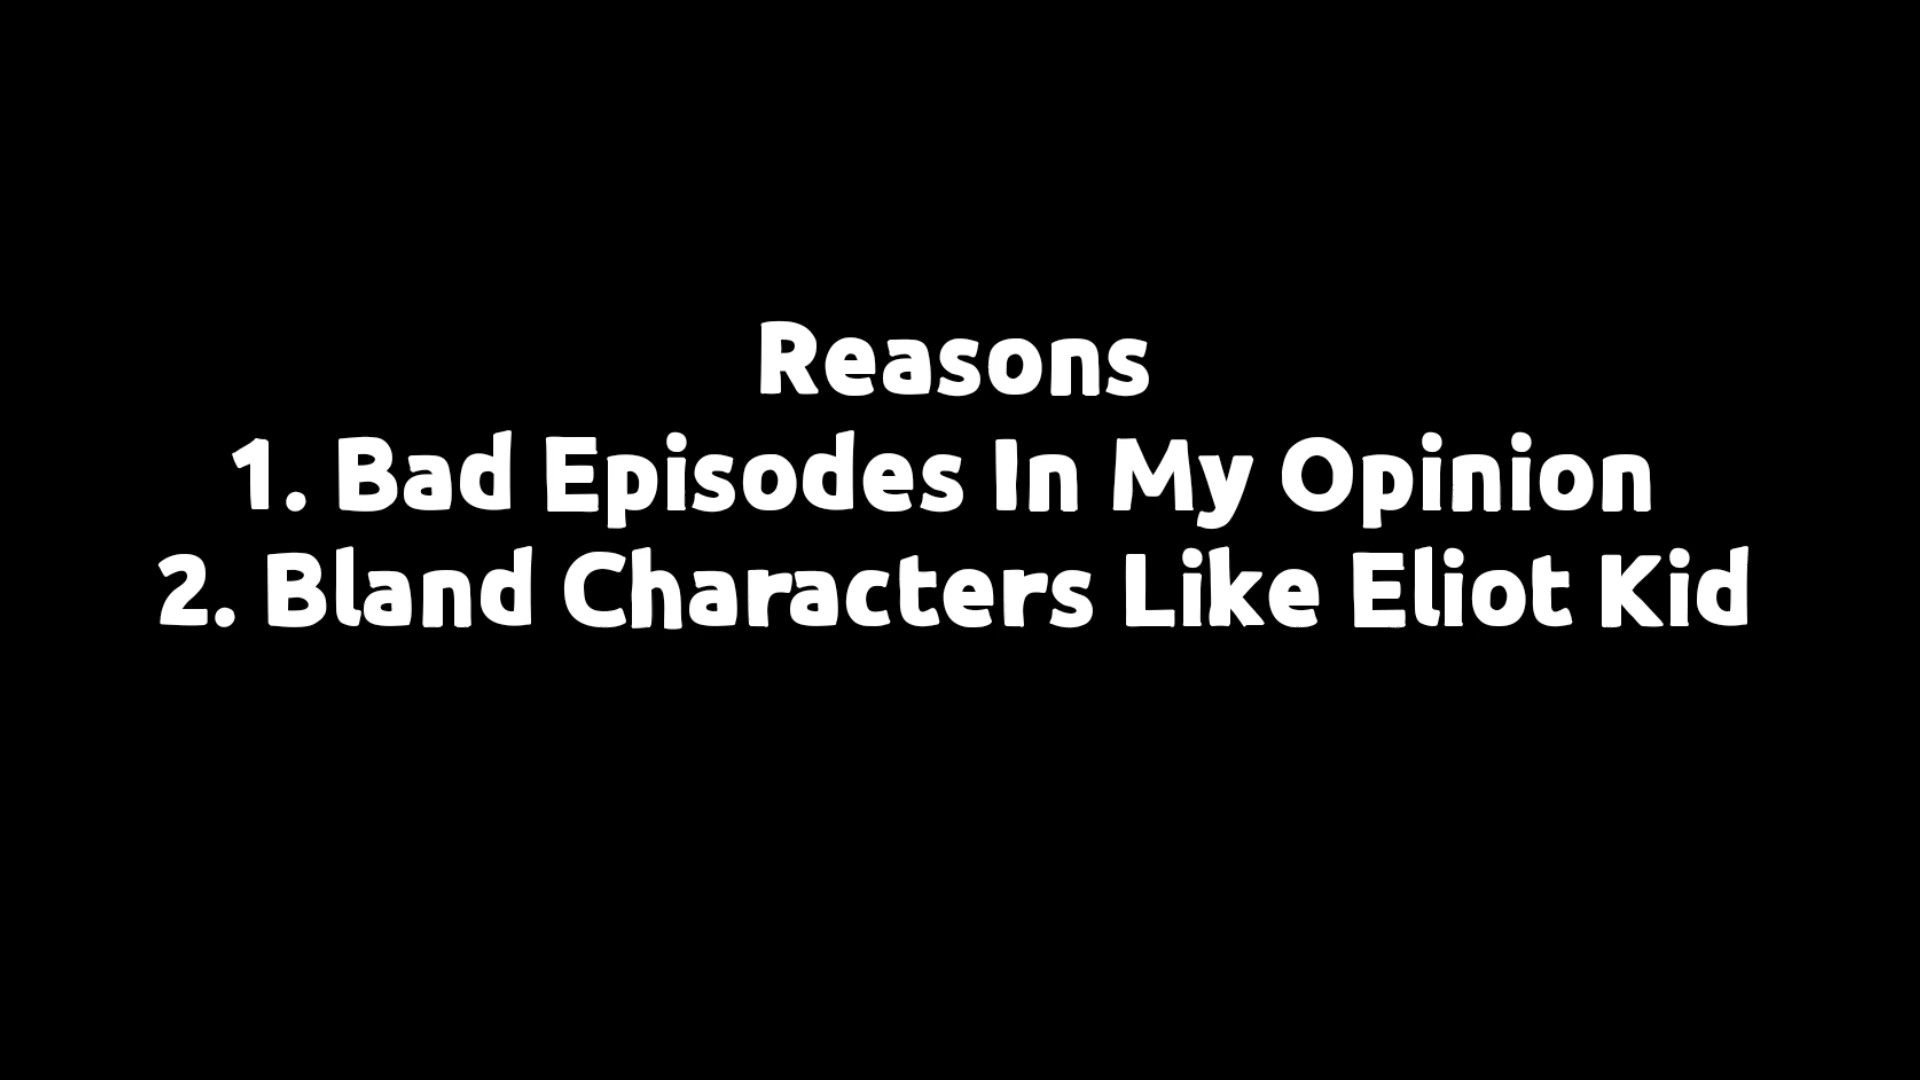 Reasons
1. Bad Episodes In My Opinion
2. Bland Characters Like Eliot Kid